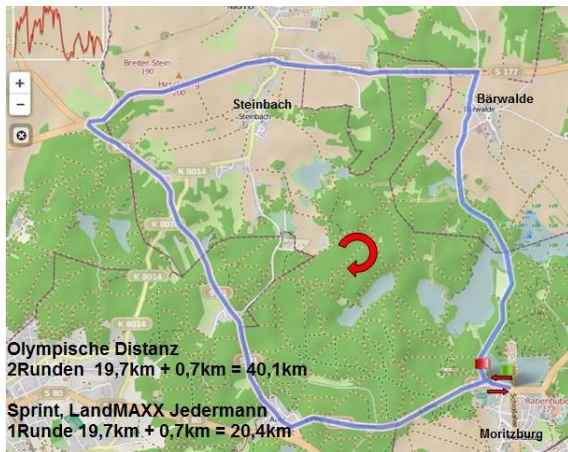 Breiter Stein
190
200
S 177
Steinbach
Steinbach
Bärwalde
K 8014
K 8014
K 8014
Olympische Distanz
2Runden 19,7km + 0,7km = 40,1km
S 80
Sprint, LandMAXX Jedermann
1Runde 19,7km + 0,7km = 20,4km
Moritzburg
+
−